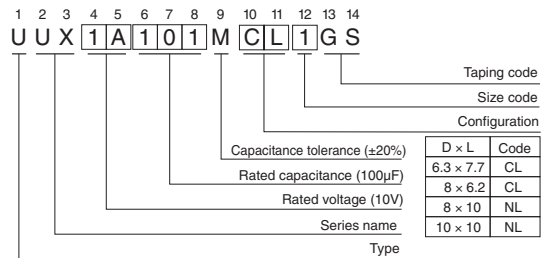 1 2 3 4 5 6 7 8 9 10 11 12 13 14
U U X 1 A 1 0 1 M C L 1 G S
Taping code
Size code
Configuration
Capacitance tolerance (±20%)
Rated capacitance (100µF)
Rated voltage (10V)
Series name
Type
D × L Code
6.3 × 7.7 CL
8 × 6.2 CL
8 × 10 NL
10 × 10 NL